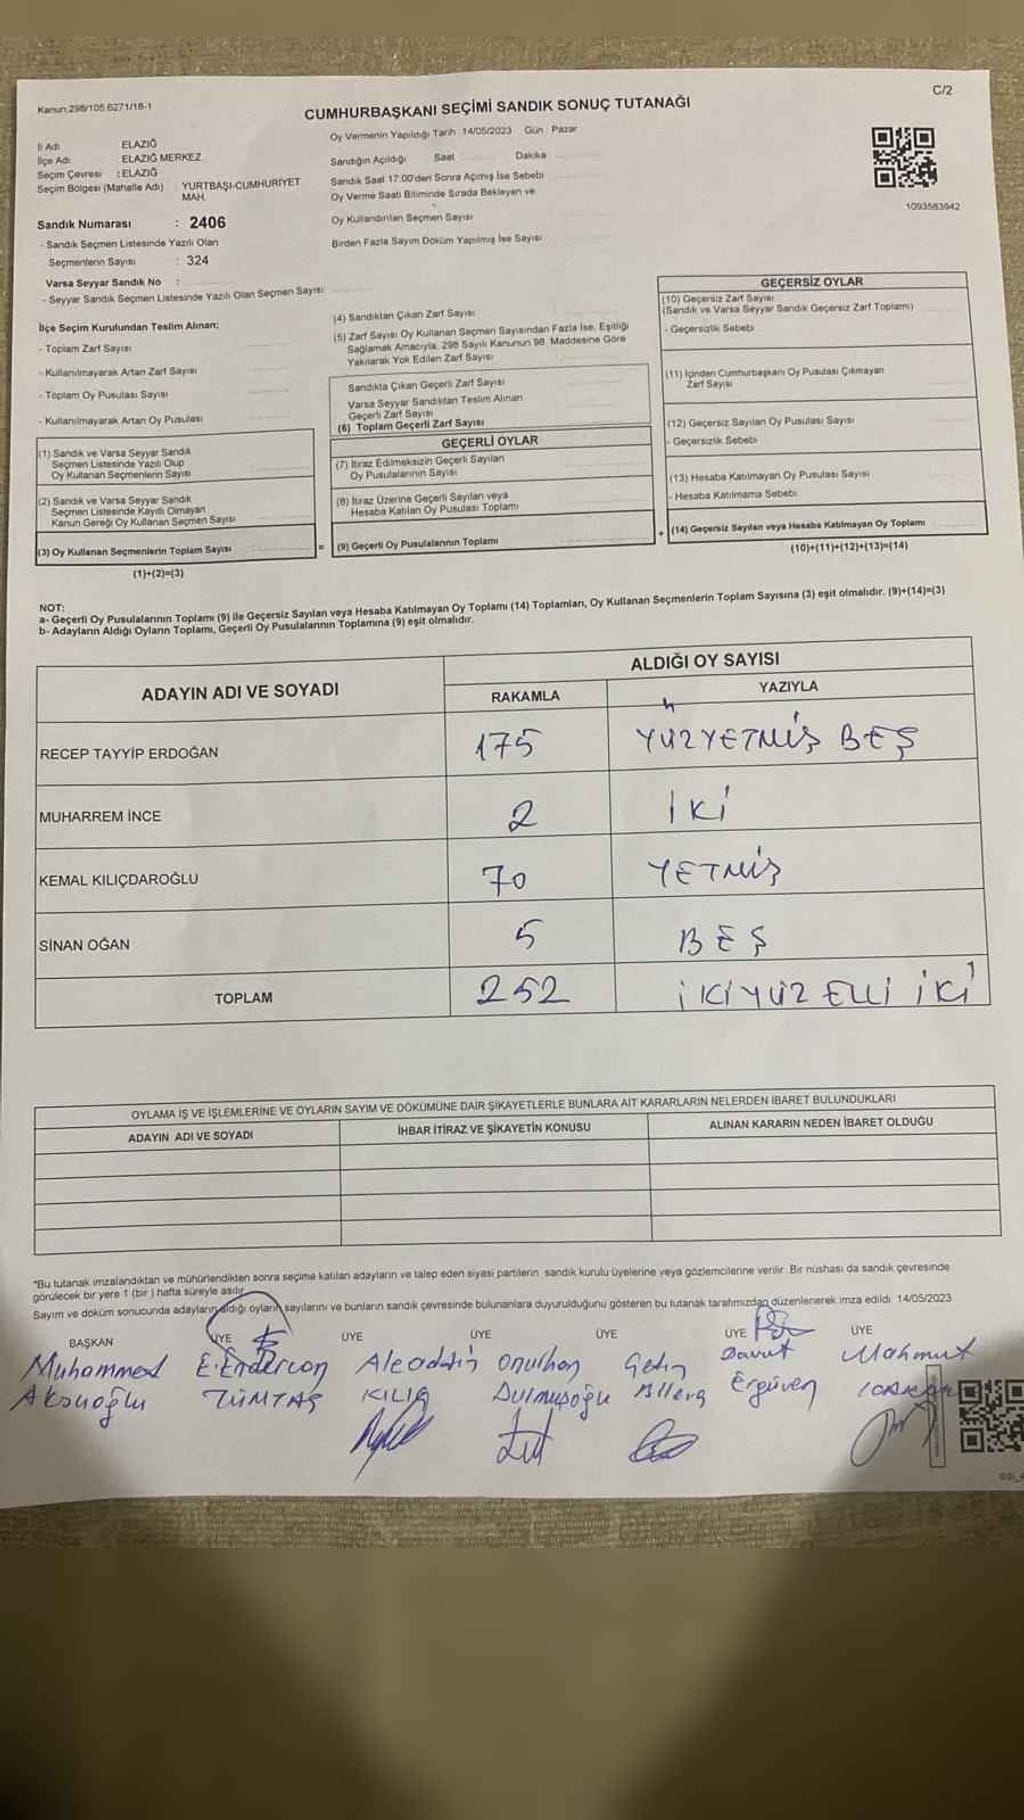 Kanun:298/105.6271/18-1
C/2
CUMHURBAŞKANI SEÇİMİ SANDIK SONUÇ TUTANAĞI
Oy Vermenin Yapıldığı Tarih 14/05/2023 Gün Pazar
İl Adı ELAZIĞ
İlçe Adı ELAZIĞ MERKEZ
Seçim Çevresi : ELAZIĞ
Seçim Bölgesi (Mahalle Adı) YURTBAŞI-CUMHURİYET
MAH.
Sandığın Açıldığı Saat Dakika
Sandık Saat 17:00'den Sonra Açımış İse Sebebi
Oy Verme Saati Bitiminde Sırada Bekleyen ve
Oy Kullandırılan Seçmen Sayısı
Birden Fazla Sayım Döküm Yapılmış İse Sayısı
1093583942
Sandık Numarası : 2406
- Sandık Seçmen Listesinde Yazılı Olan
Seçmenlerin Sayısı : 324
Varsa Seyyar Sandık No :
- Seyyar Sandık Seçmen Listesinde Yazılı Olan Seçmen Sayısı
İlçe Seçim Kurulundan Teslim Alınan;
- Toplam Zarf Sayısı
- Kullanılmayarak Artan Zarf Sayısı
- Toplam Oy Pusulası Sayısı
- Kullanılmayarak Artan Oy Pusulası
(1) Sandık ve Varsa Seyyar Sandık
Seçmen Listesinde Yazılı Olup
Oy Kullanan Seçmenlerin Sayısı
(2) Sandık ve Varsa Seyyar Sandık
Seçmen Listesinde Kayıtlı Olmayan
Kanun Gereği Oy Kullanan Seçmen Sayısı
(3) Oy Kullanan Seçmenlerin Toplam Sayısı
(1)+(2)=(3)
(4) Sandıktan Çıkan Zarf Sayısı
(5) Zarf Sayısı Oy Kullanan Seçmen Sayısından Fazla İse, Eşitliği
Sağlamak Amacıyla, 298 Sayılı Kanunun 98. Maddesine Göre
Yakılarak Yok Edilen Zarf Sayısı
Sandıkta Çıkan Geçerli Zarf Sayısı
Varsa Seyyar Sandıktan Teslim Alınan
Geçerli Zarf Sayısı
(6) Toplam Geçerli Zarf Sayısı
GEÇERLİ OYLAR
(7) İtiraz Edilmeksizin Geçerli Sayılan
Oy Pusulalarının Sayısı
(8) İtiraz Üzerine Geçerli Sayılan veya
Hesaba Katılan Oy Pusulası Toplamı
= (9) Geçerli Oy Pusulalarının Toplamı
GEÇERSİZ OYLAR
(10) Geçersiz Zarf Sayısı
(Sandık ve Varsa Seyyar Sandık Geçersiz Zarf Toplamı)
- Geçersizlik Sebebi
(11) İçinden Cumhurbaşkanı Oy Pusulası Çıkmayan
Zarf Sayısı
(12) Geçersiz Sayılan Oy Pusulası Sayısı
- Geçersizlik Sebebi
(13) Hesaba Katılmayan Oy Pusulası Sayısı
- Hesaba Katılmama Sebebi
+ (14) Geçersiz Sayılan veya Hesaba Katılmayan Oy Toplamı
(10)+(11)+(12)+(13)=(14)
NOT:
a- Geçerli Oy Pusulalarının Toplamı (9) ile Geçersiz Sayılan veya Hesaba Katılmayan Oy Toplamı (14) Toplamları, Oy Kullanan Seçmenlerin Toplam Sayısına (3) eşit olmalıdır. (9)+(14)=(3)
b- Adayların Aldığı Oyların Toplamı, Geçerli Oy Pusulalarının Toplamına (9) eşit olmalıdır.
ADAYIN ADI VE SOYADI ALDIĞI OY SAYISI
RAKAMLA YAZIYLA
RECEP TAYYİP ERDOĞAN 175 YÜZYETMİŞ BEŞ
MUHARREM İNCE 2 İKİ
KEMAL KILIÇDAROĞLU 70 YETMİŞ
SİNAN OĞAN 5 BEŞ
TOPLAM 252 İKİYÜZ ELLİ İKİ
OYLAMA İŞ VE İŞLEMLERİNE VE OYLARIN SAYIM VE DÖKÜMÜNE DAİR ŞİKAYETLERLE BUNLARA AİT KARARLARIN NELERDEN İBARET BULUNDUKLARI
ADAYIN ADI VE SOYADI İHBAR İTİRAZ VE ŞİKAYETİN KONUSU ALINAN KARARIN NEDEN İBARET OLDUĞU
*Bu tutanak imzalandıktan ve mühürlendikten sonra seçime katılan adayların ve talep eden siyasi partilerin sandık kurulu üyelerine veya gözlemcilerine verilir. Bir nüshası da sandık çevresinde
görülecek bir yere 1 (bir) hafta süreyle asılır.
Sayım ve döküm sonucunda adayların aldığı oyların sayılarını ve bunların sandık çevresinde bulunanlara duyurulduğunu gösteren bu tutanak tarafımızdan düzenlenerek imza edildi. 14/05/2023
BAŞKAN ÜYE ÜYE ÜYE ÜYE ÜYE ÜYE
Muhammed E. Endercan Aleaddin Onurhan Çetin Davut Mahmut
Aksuoğlu TÜMTAŞ KILIÇ Durmuşoğu Ergüven